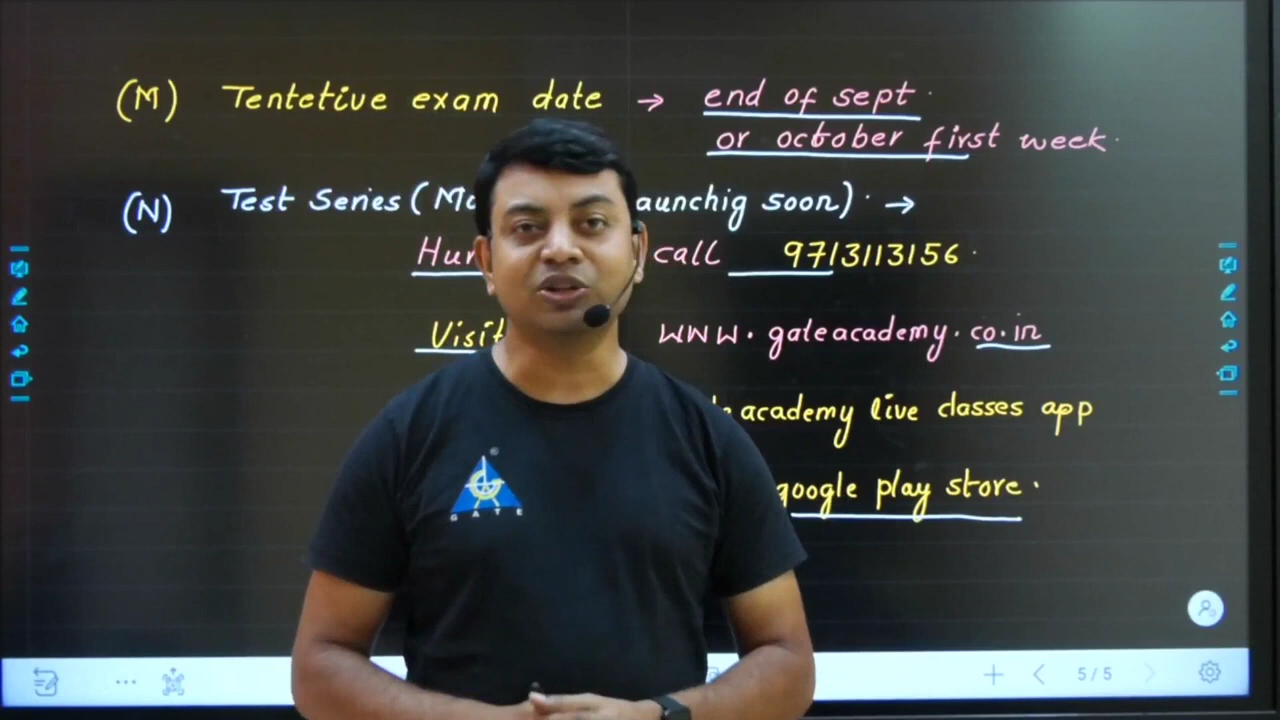 (M) Tentetive exam date → end of sept.
or october first week.
(N) Test Series ( aunchig soon). →
call 9713113156.
Visit www.gateacademy.co.in
academy live classes app
google play store.
GATE
5/5